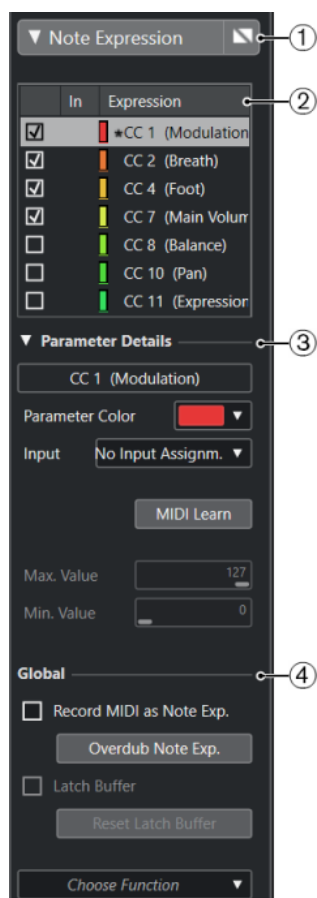 ▼ Note Expression
1
In Expression
2
★CC 1 (Modulation
CC 2 (Breath)
CC 4 (Foot)
CC 7 (Main Volum
CC 8 (Balance)
CC 10 (Pan)
CC 11 (Expression
▼ Parameter Details
3
CC 1 (Modulation)
Parameter Color
Input No Input Assignm.
MIDI Learn
Max. Value 127
Min. Value 0
Global
4
Record MIDI as Note Exp.
Overdub Note Exp.
Latch Buffer
Reset Latch Buffer
Choose Function